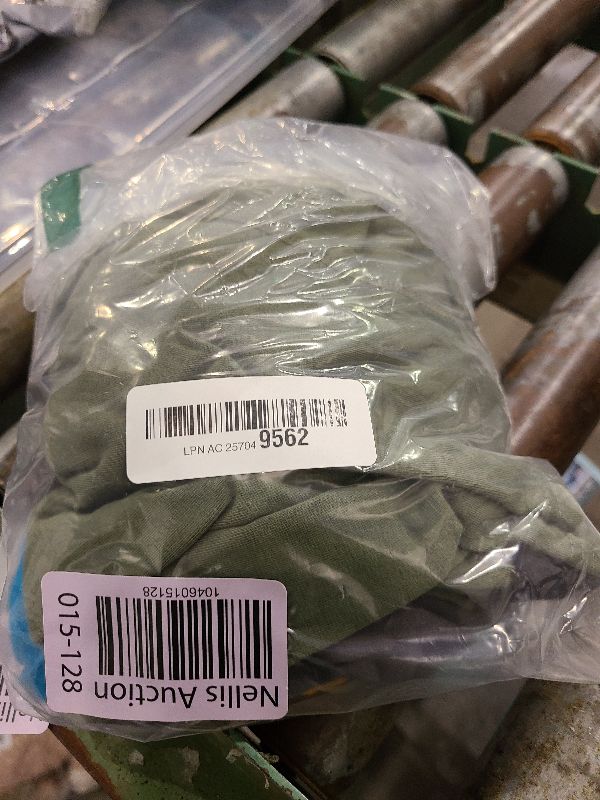 LPN AC 25704 9562
1046015128
Nellis Auction
015-128